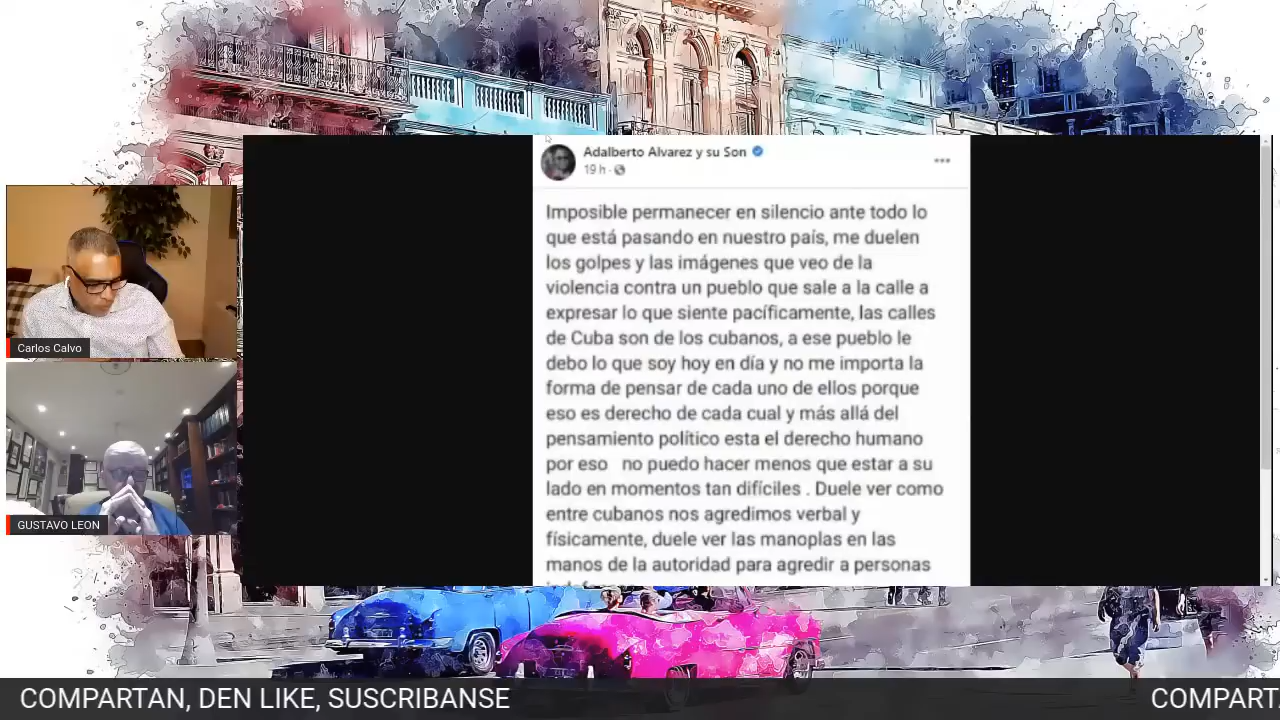 Adalberto Alvarez y su Son
19 h
Imposible permanecer en silencio ante todo lo
que está pasando en nuestro país, me duelen
los golpes y las imágenes que veo de la
violencia contra un pueblo que sale a la calle a
expresar lo que siente pacíficamente, las calles
de Cuba son de los cubanos, a ese pueblo le
debo lo que soy hoy en día y no me importa la
forma de pensar de cada uno de ellos porque
eso es derecho de cada cual y más allá del
pensamiento político esta el derecho humano
por eso no puedo hacer menos que estar a su
lado en momentos tan difíciles . Duele ver como
entre cubanos nos agredimos verbal y
físicamente, duele ver las manoplas en las
manos de la autoridad para agredir a personas
Carlos Calvo
GUSTAVO LEON
COMPARTAN, DEN LIKE, SUSCRIBANSE
COMPART